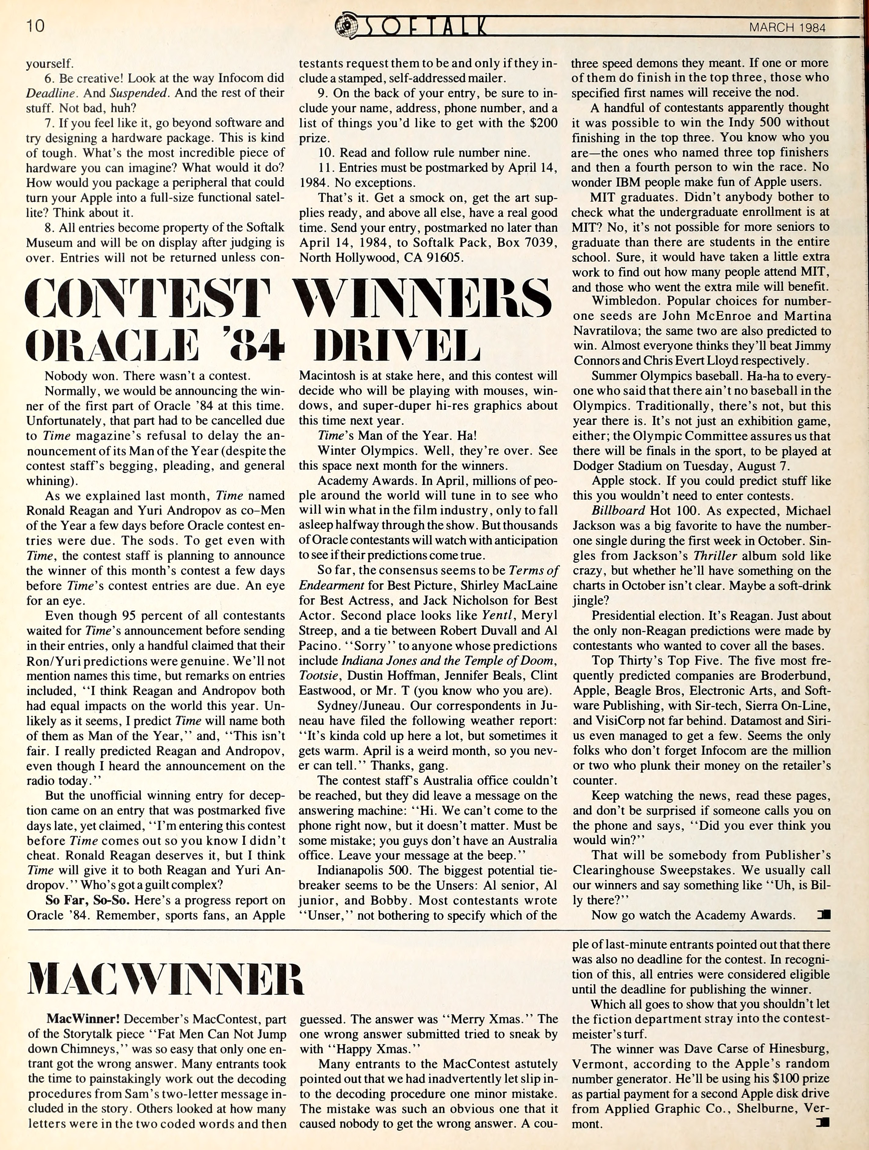 10
SOFTALK
MARCH 1984
yourself.
6. Be creative! Look at the way Infocom did
Deadline. And Suspended. And the rest of their
stuff. Not bad, huh?
7. If you feel like it, go beyond software and
try designing a hardware package. This is kind
of tough. What's the most incredible piece of
hardware you can imagine? What would it do?
How would you package a peripheral that could
turn your Apple into a full-size functional satel-
lite? Think about it.
8. All entries become property of the Softalk
Museum and will be on display after judging is
over. Entries will not be returned unless con-
testants request them to be and only if they in-
clude a stamped, self-addressed mailer.
9. On the back of your entry, be sure to in-
clude your name, address, phone number, and a
list of things you'd like to get with the $200
prize.
10. Read and follow rule number nine.
11. Entries must be postmarked by April 14,
1984. No exceptions.
That's it. Get a smock on, get the art sup-
plies ready, and above all else, have a real good
time. Send your entry, postmarked no later than
April 14, 1984, to Softalk Pack, Box 7039,
North Hollywood, CA 91605.
CONTEST WINNERS
ORACLE '84 DRIVEL
Nobody won. There wasn't a contest.
Normally, we would be announcing the win-
ner of the first part of Oracle '84 at this time.
Unfortunately, that part had to be cancelled due
to Time magazine's refusal to delay the an-
nouncement of its Man of the Year (despite the
contest staff's begging, pleading, and general
whining).
As we explained last month, Time named
Ronald Reagan and Yuri Andropov as co–Men
of the Year a few days before Oracle contest en-
tries were due. The sods. To get even with
Time, the contest staff is planning to announce
the winner of this month's contest a few days
before Time's contest entries are due. An eye
for an eye.
Even though 95 percent of all contestants
waited for Time's announcement before sending
in their entries, only a handful claimed that their
Ron/Yuri predictions were genuine. We'll not
mention names this time, but remarks on entries
included, "I think Reagan and Andropov both
had equal impacts on the world this year. Un-
likely as it seems, I predict Time will name both
of them as Man of the Year," and, "This isn't
fair. I really predicted Reagan and Andropov,
even though I heard the announcement on the
radio today."
But the unofficial winning entry for decep-
tion came on an entry that was postmarked five
days late, yet claimed, "I'm entering this contest
before Time comes out so you know I didn't
cheat. Ronald Reagan deserves it, but I think
Time will give it to both Reagan and Yuri An-
dropov." Who's got a guilt complex?
So Far, So-So. Here's a progress report on
Oracle '84. Remember, sports fans, an Apple
Macintosh is at stake here, and this contest will
decide who will be playing with mouses, win-
dows, and super-duper hi-res graphics about
this time next year.
Time's Man of the Year. Ha!
Winter Olympics. Well, they're over. See
this space next month for the winners.
Academy Awards. In April, millions of peo-
ple around the world will tune in to see who
will win what in the film industry, only to fall
asleep halfway through the show. But thousands
of Oracle contestants will watch with anticipation
to see if their predictions come true.
So far, the consensus seems to be Terms of
Endearment for Best Picture, Shirley MacLaine
for Best Actress, and Jack Nicholson for Best
Actor. Second place looks like Yentl, Meryl
Streep, and a tie between Robert Duvall and Al
Pacino. "Sorry" to anyone whose predictions
include Indiana Jones and the Temple of Doom,
Tootsie, Dustin Hoffman, Jennifer Beals, Clint
Eastwood, or Mr. T (you know who you are).
Sydney/Juneau. Our correspondents in Ju-
neau have filed the following weather report:
"It's kinda cold up here a lot, but sometimes it
gets warm. April is a weird month, so you nev-
er can tell." Thanks, gang.
The contest staff's Australia office couldn't
be reached, but they did leave a message on the
answering machine: "Hi. We can't come to the
phone right now, but it doesn't matter. Must be
some mistake; you guys don't have an Australia
office. Leave your message at the beep."
Indianapolis 500. The biggest potential tie-
breaker seems to be the Unsers: Al senior, Al
junior, and Bobby. Most contestants wrote
"Unser," not bothering to specify which of the
three speed demons they meant. If one or more
of them do finish in the top three, those who
specified first names will receive the nod.
A handful of contestants apparently thought
it was possible to win the Indy 500 without
finishing in the top three. You know who you
are—the ones who named three top finishers
and then a fourth person to win the race. No
wonder IBM people make fun of Apple users.
MIT graduates. Didn't anybody bother to
check what the undergraduate enrollment is at
MIT? No, it's not possible for more seniors to
graduate than there are students in the entire
school. Sure, it would have taken a little extra
work to find out how many people attend MIT,
and those who went the extra mile will benefit.
Wimbledon. Popular choices for number-
one seeds are John McEnroe and Martina
Navratilova; the same two are also predicted to
win. Almost everyone thinks they'll beat Jimmy
Connors and Chris Evert Lloyd respectively.
Summer Olympics baseball. Ha-ha to every-
one who said that there ain't no baseball in the
Olympics. Traditionally, there's not, but this
year there is. It's not just an exhibition game,
either; the Olympic Committee assures us that
there will be finals in the sport, to be played at
Dodger Stadium on Tuesday, August 7.
Apple stock. If you could predict stuff like
this you wouldn't need to enter contests.
Billboard Hot 100. As expected, Michael
Jackson was a big favorite to have the number-
one single during the first week in October. Sin-
gles from Jackson's Thriller album sold like
crazy, but whether he'll have something on the
charts in October isn't clear. Maybe a soft-drink
jingle?
Presidential election. It's Reagan. Just about
the only non-Reagan predictions were made by
contestants who wanted to cover all the bases.
Top Thirty's Top Five. The five most fre-
quently predicted companies are Broderbund,
Apple, Beagle Bros, Electronic Arts, and Soft-
ware Publishing, with Sir-tech, Sierra On-Line,
and VisiCorp not far behind. Datamost and Siri-
us even managed to get a few. Seems the only
folks who don't forget Infocom are the million
or two who plunk their money on the retailer's
counter.
Keep watching the news, read these pages,
and don't be surprised if someone calls you on
the phone and says, "Did you ever think you
would win?"
That will be somebody from Publisher's
Clearinghouse Sweepstakes. We usually call
our winners and say something like "Uh, is Bil-
ly there?"
Now go watch the Academy Awards.
MACWINNER
MacWinner! December's MacContest, part
of the Storytalk piece "Fat Men Can Not Jump
down Chimneys," was so easy that only one en-
trant got the wrong answer. Many entrants took
the time to painstakingly work out the decoding
procedures from Sam's two-letter message in-
cluded in the story. Others looked at how many
letters were in the two coded words and then
guessed. The answer was "Merry Xmas." The
one wrong answer submitted tried to sneak by
with "Happy Xmas."
Many entrants to the MacContest astutely
pointed out that we had inadvertently let slip in-
to the decoding procedure one minor mistake.
The mistake was such an obvious one that it
caused nobody to get the wrong answer. A cou-
ple of last-minute entrants pointed out that there
was also no deadline for the contest. In recogni-
tion of this, all entries were considered eligible
until the deadline for publishing the winner.
Which all goes to show that you shouldn't let
the fiction department stray into the contest-
meister's turf.
The winner was Dave Carse of Hinesburg,
Vermont, according to the Apple's random
number generator. He'll be using his $100 prize
as partial payment for a second Apple disk drive
from Applied Graphic Co., Shelburne, Ver-
mont.